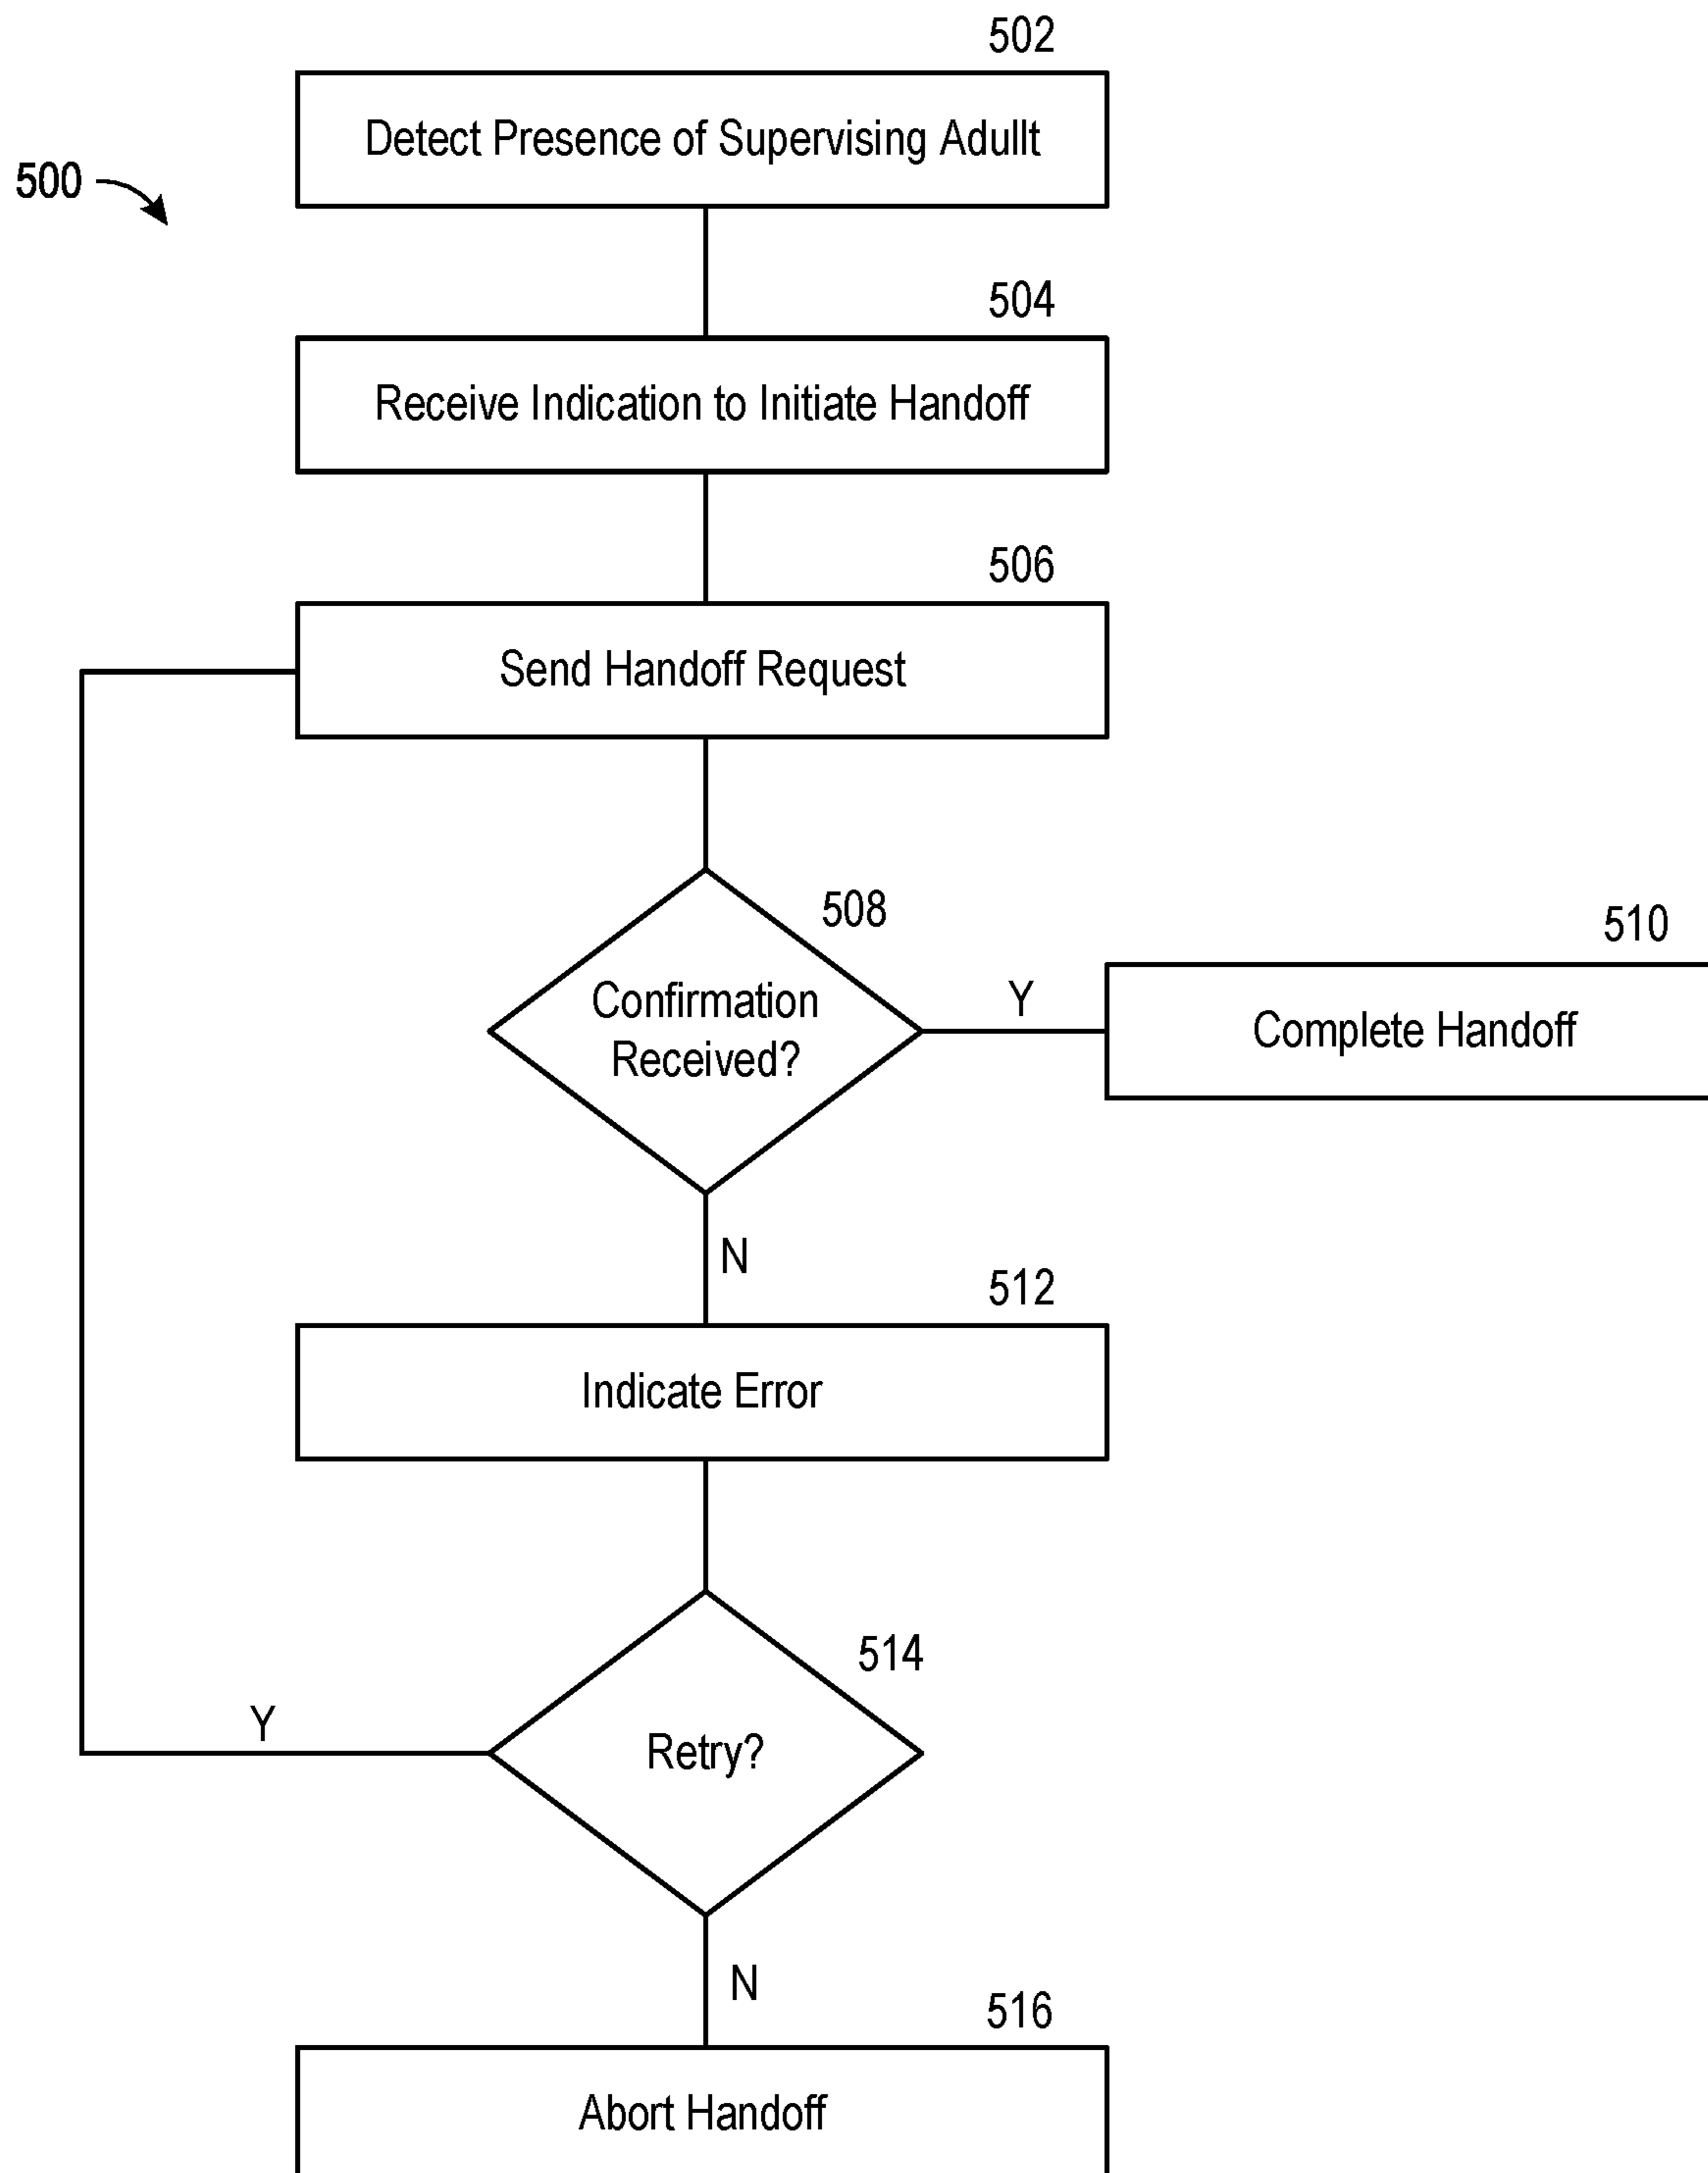 502
Detect Presence of Supervising Adullt
500
504
Receive Indication to Initiate Handoff
506
Send Handoff Request
508
Confirmation
Received?
Y
510
Complete Handoff
N
512
Indicate Error
514
Retry?
Y
N
516
Abort Handoff